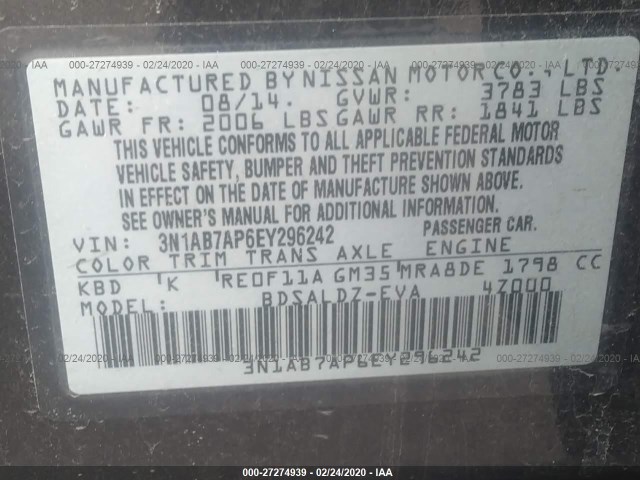 000-27274939 - 02/24/2020 - IAA
MANUFACTURED BY NISSAN MOTOR CO., LTD.
DATE: 08/14. GVWR: 3783 LBS
GAWR FR: 2006 LBS GAWR RR: 1841 LBS
THIS VEHICLE CONFORMS TO ALL APPLICABLE FEDERAL MOTOR
VEHICLE SAFETY, BUMPER AND THEFT PREVENTION STANDARDS
IN EFFECT ON THE DATE OF MANUFACTURE SHOWN ABOVE.
SEE OWNER'S MANUAL FOR ADDITIONAL INFORMATION.
VIN: 3N1AB7AP6EY296242 PASSENGER CAR.
COLOR TRIM TRANS AXLE ENGINE
KBD K RE0F11A GM35 MRA8DE 1798 CC
MODEL: BDSALDZ-EVA 4Z000
3N1AB7AP6EY296242
000-27274939 - 02/24/2020 - IAA